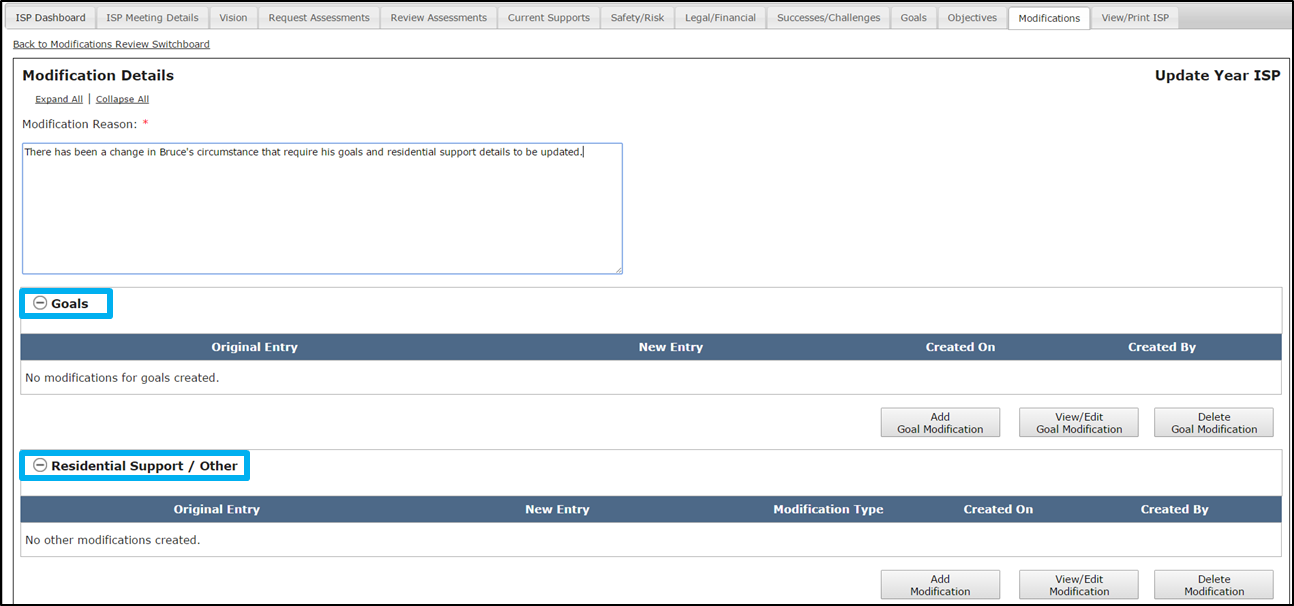 ISP Dashboard ISP Meeting Details Vision Request Assessments Review Assessments Current Supports Safety/Risk Legal/Financial Successes/Challenges Goals Objectives Modifications View/Print ISP
Back to Modifications Review Switchboard
Modification Details Update Year ISP
Expand All | Collapse All
Modification Reason: *
There has been a change in Bruce's circumstance that require his goals and residential support details to be updated.
Goals
Original Entry New Entry Created On Created By
No modifications for goals created.
Add View/Edit Delete
Goal Modification Goal Modification Goal Modification
Residential Support / Other
Original Entry New Entry Modification Type Created On Created By
No other modifications created.
Add View/Edit Delete
Modification Modification Modification